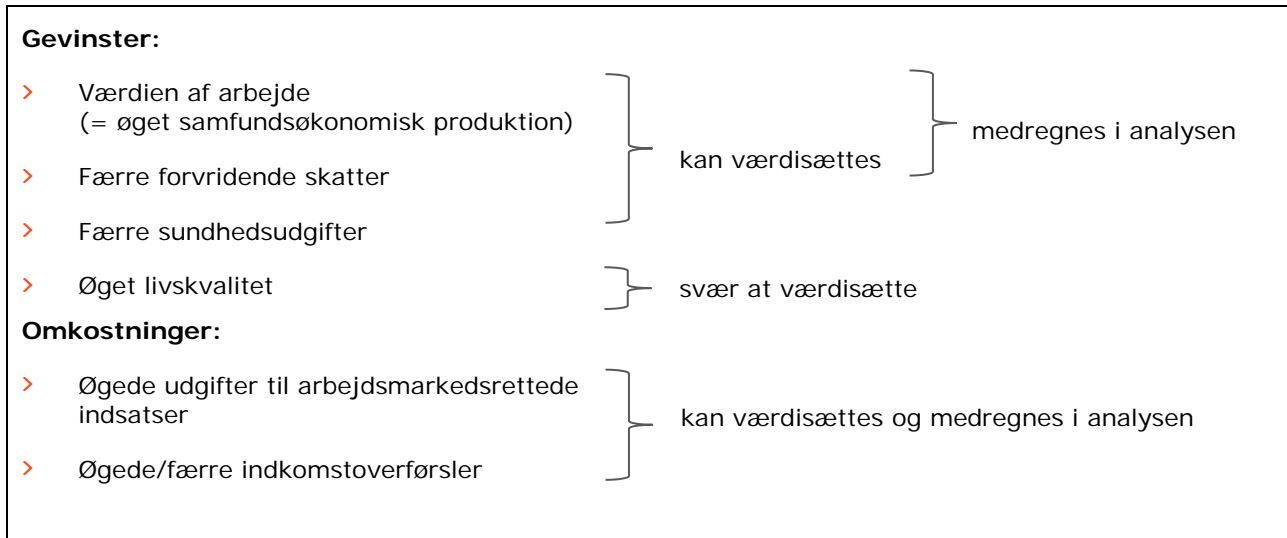 Gevinster:
> Værdien af arbejde
(= øget samfundsøkonomisk produktion)
> Færre forvridende skatter
> Færre sundhedsudgifter
kan værdisættes
medregnes i analysen
> Øget livskvalitet
svær at værdisætte
Omkostninger:
> Øgede udgifter til arbejdsmarkedsrettede
indsatser
> Øgede/færre indkomstoverførsler
kan værdisættes og medregnes i analysen